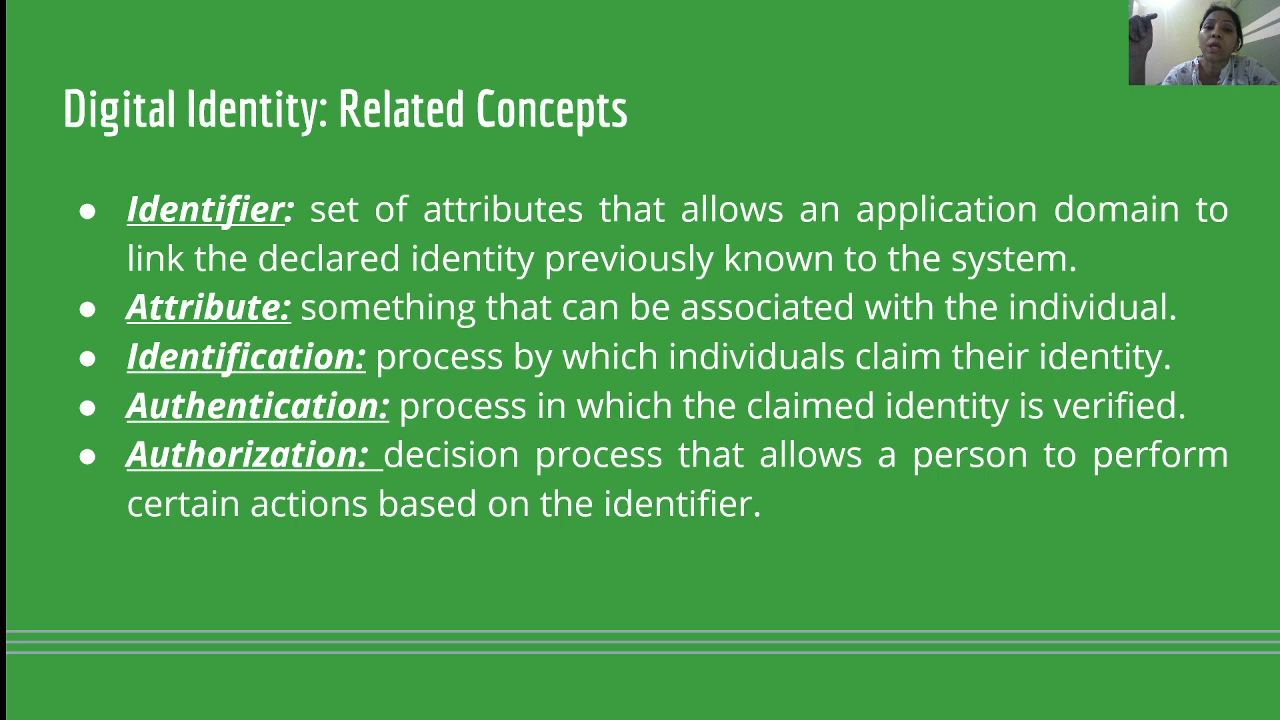 Digital Identity: Related Concepts
● Identifier: set of attributes that allows an application domain to
link the declared identity previously known to the system.
● Attribute: something that can be associated with the individual.
● Identification: process by which individuals claim their identity.
● Authentication: process in which the claimed identity is verified.
● Authorization: decision process that allows a person to perform
certain actions based on the identifier.